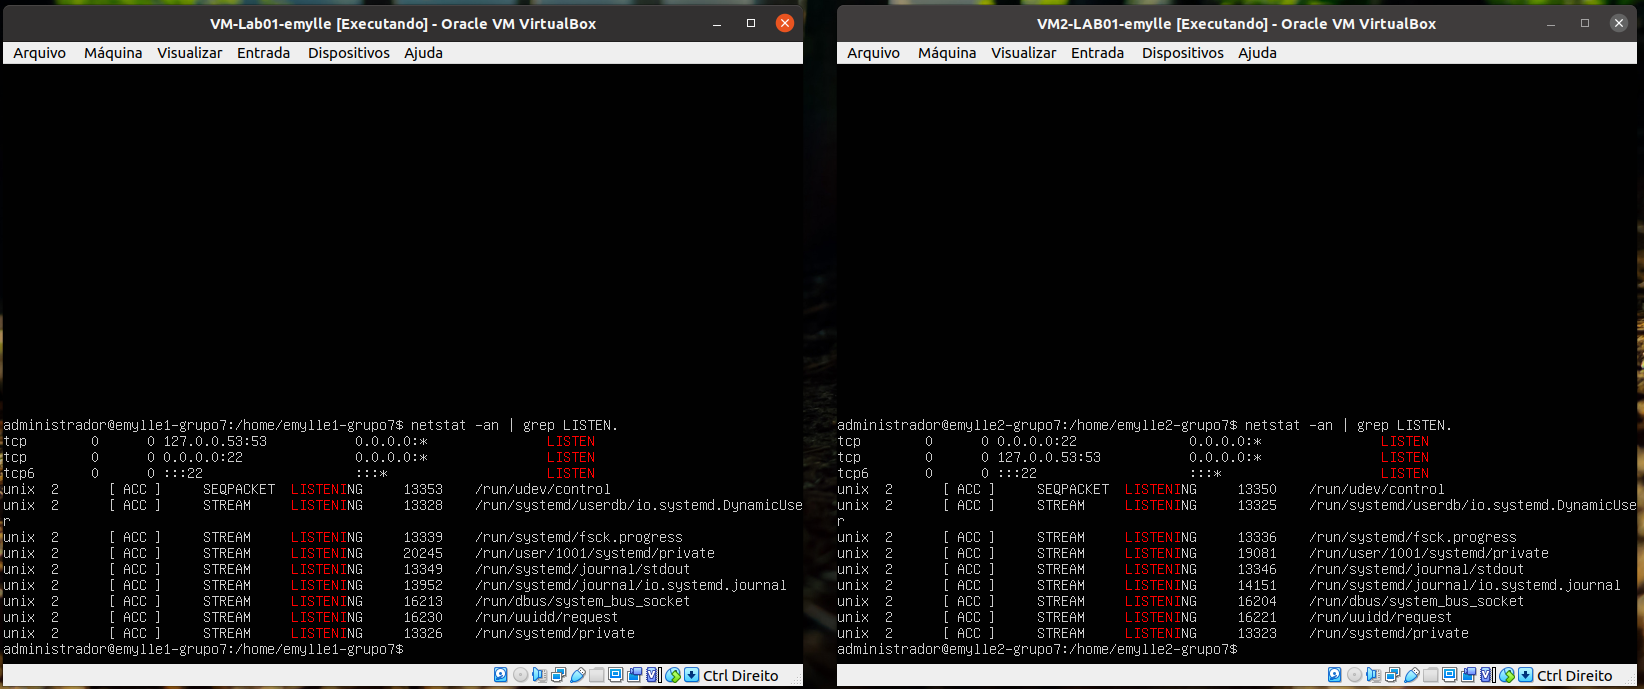 VM-Lab01-emylle [Executando] - Oracle VM VirtualBox
Arquivo Máquina Visualizar Entrada Dispositivos Ajuda
administrador@emylle1-grupo7:/home/emylle1-grupo7$ netstat -an | grep LISTEN.
tcp 0 0 127.0.0.53:53 0.0.0.0:* LISTEN
tcp 0 0 0.0.0.0:22 0.0.0.0:* LISTEN
tcp6 0 0 :::22 :::* LISTEN
unix 2 [ ACC ] SEQPACKET LISTENING 13353 /run/udev/control
unix 2 [ ACC ] STREAM LISTENING 13328 /run/systemd/userdb/io.systemd.DynamicUse
r
unix 2 [ ACC ] STREAM LISTENING 13339 /run/systemd/fsck.progress
unix 2 [ ACC ] STREAM LISTENING 20245 /run/user/1001/systemd/private
unix 2 [ ACC ] STREAM LISTENING 13349 /run/systemd/journal/stdout
unix 2 [ ACC ] STREAM LISTENING 13952 /run/systemd/journal/io.systemd.journal
unix 2 [ ACC ] STREAM LISTENING 16213 /run/dbus/system_bus_socket
unix 2 [ ACC ] STREAM LISTENING 16230 /run/uuidd/request
unix 2 [ ACC ] STREAM LISTENING 13326 /run/systemd/private
administrador@emylle1-grupo7:/home/emylle1-grupo7$
Ctrl Direito
VM2-LAB01-emylle [Executando] - Oracle VM VirtualBox
Arquivo Máquina Visualizar Entrada Dispositivos Ajuda
administrador@emylle2-grupo7:/home/emylle2-grupo7$ netstat -an | grep LISTEN.
tcp 0 0 0.0.0.0:22 0.0.0.0:* LISTEN
tcp 0 0 127.0.0.53:53 0.0.0.0:* LISTEN
tcp6 0 0 :::22 :::* LISTEN
unix 2 [ ACC ] SEQPACKET LISTENING 13350 /run/udev/control
unix 2 [ ACC ] STREAM LISTENING 13325 /run/systemd/userdb/io.systemd.DynamicUse
r
unix 2 [ ACC ] STREAM LISTENING 13336 /run/systemd/fsck.progress
unix 2 [ ACC ] STREAM LISTENING 19081 /run/user/1001/systemd/private
unix 2 [ ACC ] STREAM LISTENING 13346 /run/systemd/journal/stdout
unix 2 [ ACC ] STREAM LISTENING 14151 /run/systemd/journal/io.systemd.journal
unix 2 [ ACC ] STREAM LISTENING 16204 /run/dbus/system_bus_socket
unix 2 [ ACC ] STREAM LISTENING 16221 /run/uuidd/request
unix 2 [ ACC ] STREAM LISTENING 13323 /run/systemd/private
administrador@emylle2-grupo7:/home/emylle2-grupo7$
Ctrl Direito